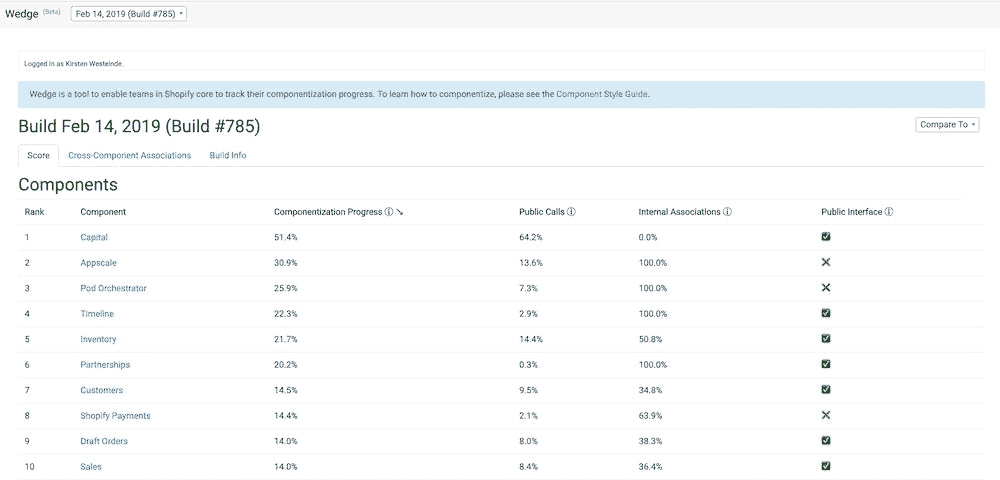 Wedge (Beta) Feb 14, 2019 (Build #785)
Logged in as Kirsten Westeinde.
Wedge is a tool to enable teams in Shopify core to track their componentization progress. To learn how to componentize, please see the Component Style Guide.
Build Feb 14, 2019 (Build #785) Compare To
Score Cross-Component Associations Build Info
Components
Rank Component Componentization Progress Public Calls Internal Associations Public Interface
1 Capital 51.4% 64.2% 0.0%
2 Appscale 30.9% 13.6% 100.0%
3 Pod Orchestrator 25.9% 7.3% 100.0%
4 Timeline 22.3% 2.9% 100.0%
5 Inventory 21.7% 14.4% 50.8%
6 Partnerships 20.2% 0.3% 100.0%
7 Customers 14.5% 9.5% 34.8%
8 Shopify Payments 14.4% 2.1% 63.9%
9 Draft Orders 14.0% 8.0% 38.3%
10 Sales 14.0% 8.4% 36.4%